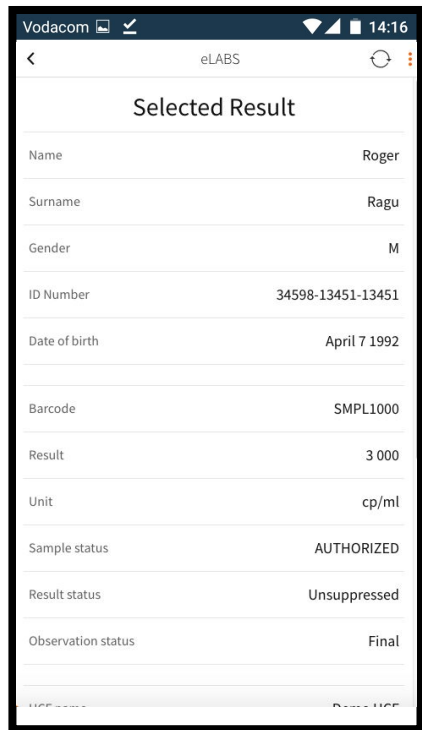 Vodacom 14:16
eLABS
Selected Result
Name Roger
Surname Ragu
Gender M
ID Number 34598-13451-13451
Date of birth April 7 1992
Barcode SMPL1000
Result 3 000
Unit cp/ml
Sample status AUTHORIZED
Result status Unsuppressed
Observation status Final